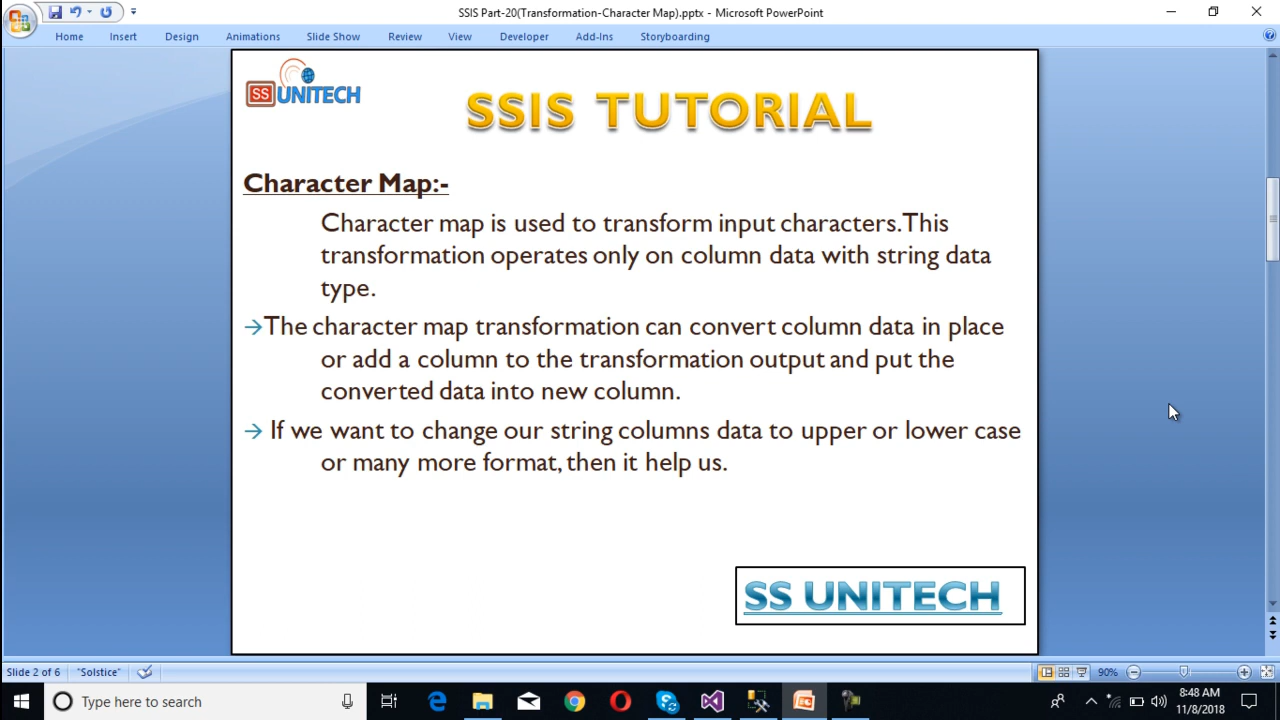 SSIS Part-20(Transformation-Character Map).pptx - Microsoft PowerPoint
Home Insert Design Animations Slide Show Review View Developer Add-Ins Storyboarding
SS UNITECH
SSIS TUTORIAL
Character Map:-
Character map is used to transform input characters.This
transformation operates only on column data with string data
type.
→The character map transformation can convert column data in place
or add a column to the transformation output and put the
converted data into new column.
→ If we want to change our string columns data to upper or lower case
or many more format, then it help us.
SS UNITECH
Slide 2 of 6 "Solstice" 90%
Type here to search
8:48 AM
11/8/2018